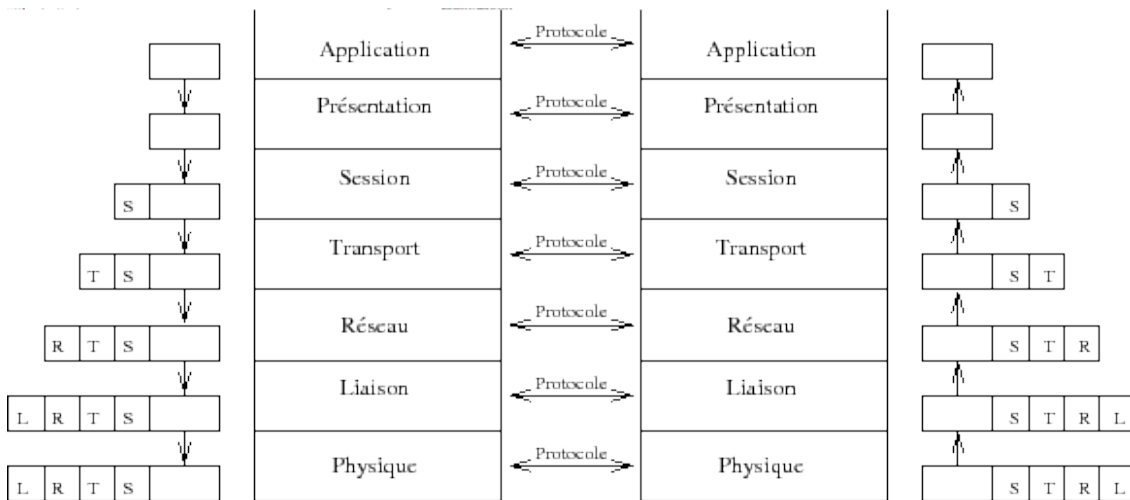 Application Protocole Application
Présentation Protocole Présentation
Session Protocole Session
S S
Transport Protocole Transport
T S S T
Réseau Protocole Réseau
R T S S T R
Liaison Protocole Liaison
L R T S S T R L
Physique Protocole Physique
L R T S S T R L